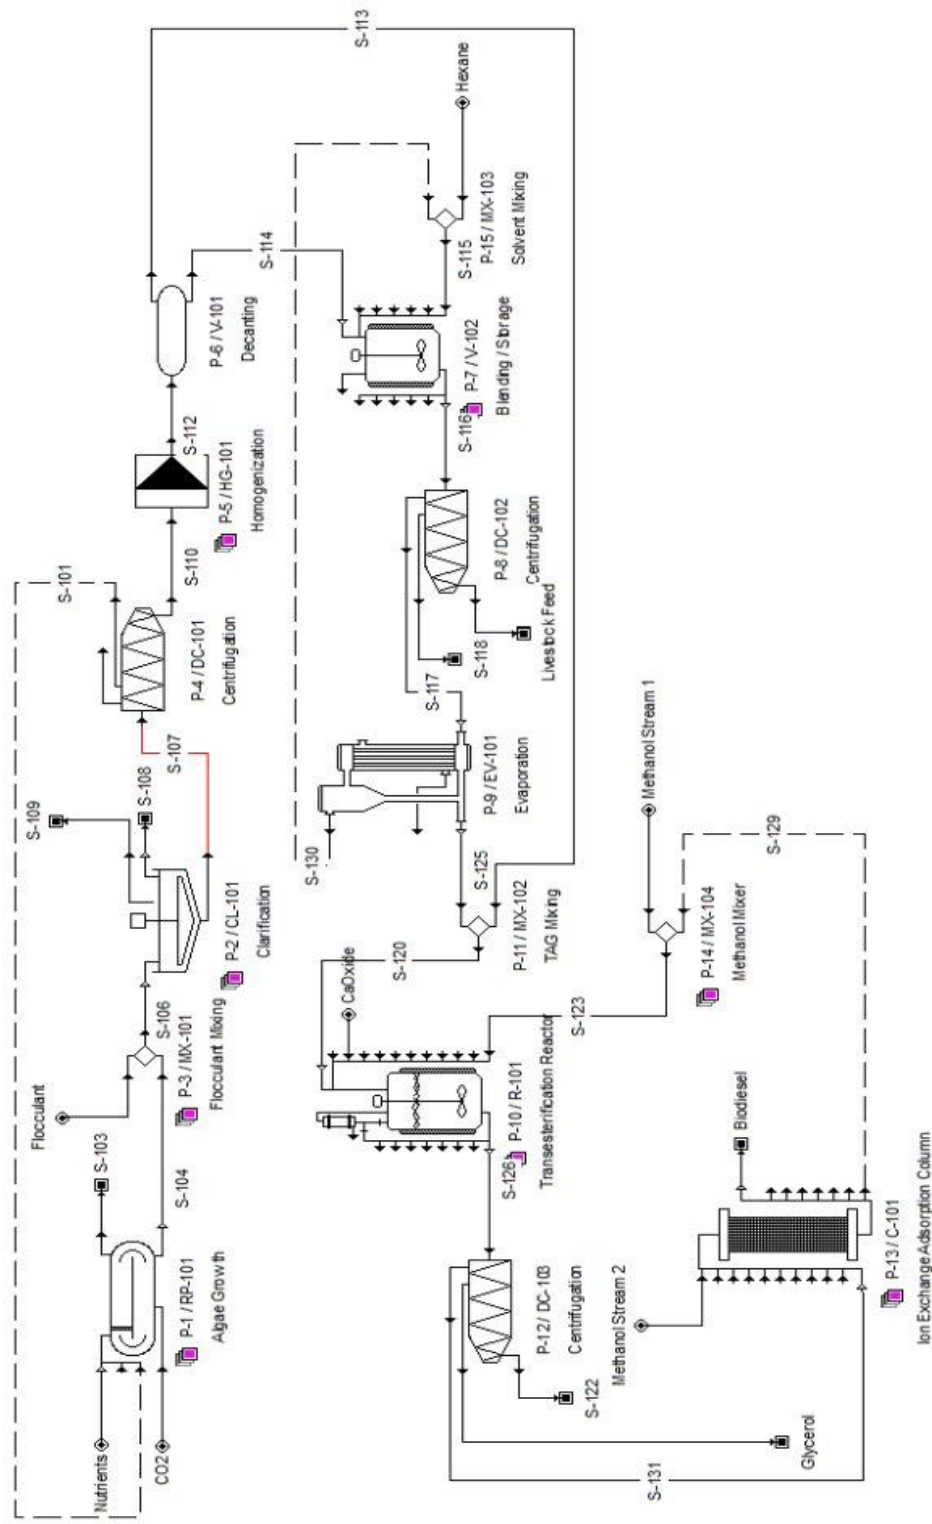 Nutrients
CO2
P-1 / RP-101
Algae Growth
S-103
S-104
Flocculant
P-3 / MX-101
Flocculant Mixing
S-106
P-2 / CL-101
Clarification
S-109
S-108
S-107
P-4 / DC-101
Centrifugation
S-101
S-110
P-5 / HG-101
Homogenization
S-112
P-6 / V-101
Decanting
S-113
S-114
Hexane
P-15 / MX-103
Solvent Mixing
S-115
P-7 / V-102
Blending / Storage
S-116
P-8 / DC-102
Centrifugation
Livestock Feed
S-118
S-117
P-9 / EV-101
Evaporation
S-130
S-125
P-11 / MX-102
TAG Mixing
S-120
CaOxide
P-10 / R-101
Transesterification Reactor
S-123
S-126
P-12 / DC-103
Centrifugation
S-122
Glycerol
S-131
Methanol Stream 1
P-14 / MX-104
Methanol Mixer
S-129
Methanol Stream 2
Biodiesel
P-13 / C-101
Ion Exchange Adsorption Column